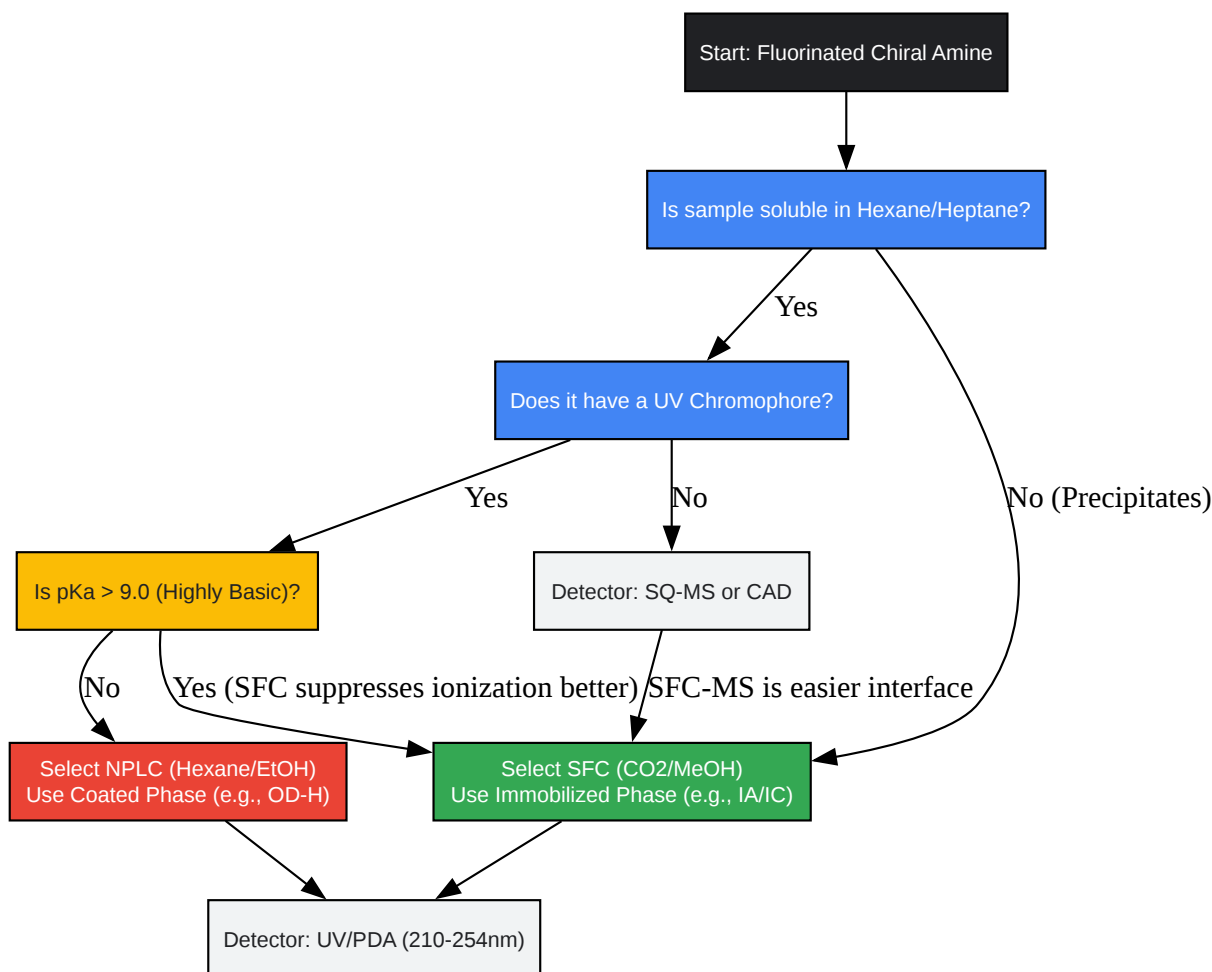 Start: Fluorinated Chiral Amine
Is sample soluble in Hexane/Heptane?
Yes
Does it have a UV Chromophore?
Yes
No
No (Precipitates)
Is pKa > 9.0 (Highly Basic)?
Detector: SQ-MS or CAD
No
Yes (SFC suppresses ionization better)
SFC-MS is easier interface
Select NPLC (Hexane/EtOH)
Use Coated Phase (e.g., OD-H)
Select SFC (CO2/MeOH)
Use Immobilized Phase (e.g., IA/IC)
Detector: UV/PDA (210-254nm)